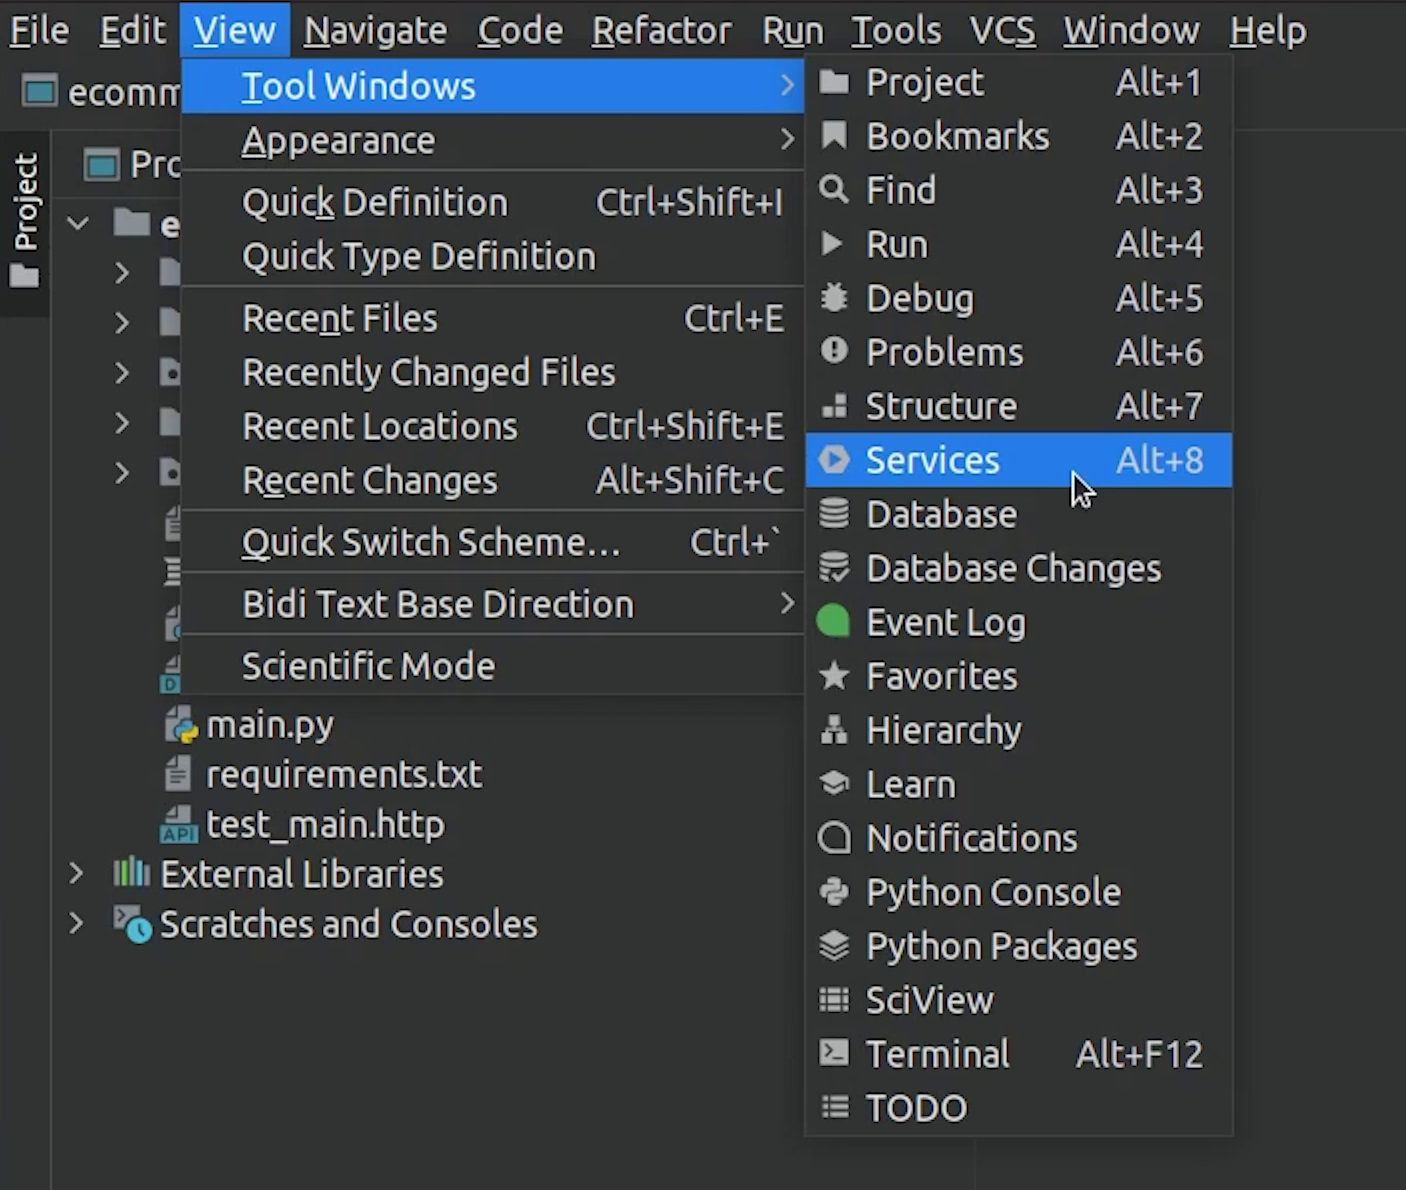 File Edit View Navigate Code Refactor Run Tools VCS Window Help
ecomm
Project
Pro
e
Tool Windows
Appearance
Quick Definition Ctrl+Shift+I
Quick Type Definition
Recent Files Ctrl+E
Recently Changed Files
Recent Locations Ctrl+Shift+E
Recent Changes Alt+Shift+C
Quick Switch Scheme... Ctrl+`
Bidi Text Base Direction
Scientific Mode
Project Alt+1
Bookmarks Alt+2
Find Alt+3
Run Alt+4
Debug Alt+5
Problems Alt+6
Structure Alt+7
Services Alt+8
Database
Database Changes
Event Log
Favorites
Hierarchy
Learn
Notifications
Python Console
Python Packages
SciView
Terminal Alt+F12
TODO
D
main.py
requirements.txt
API
test_main.http
External Libraries
Scratches and Consoles